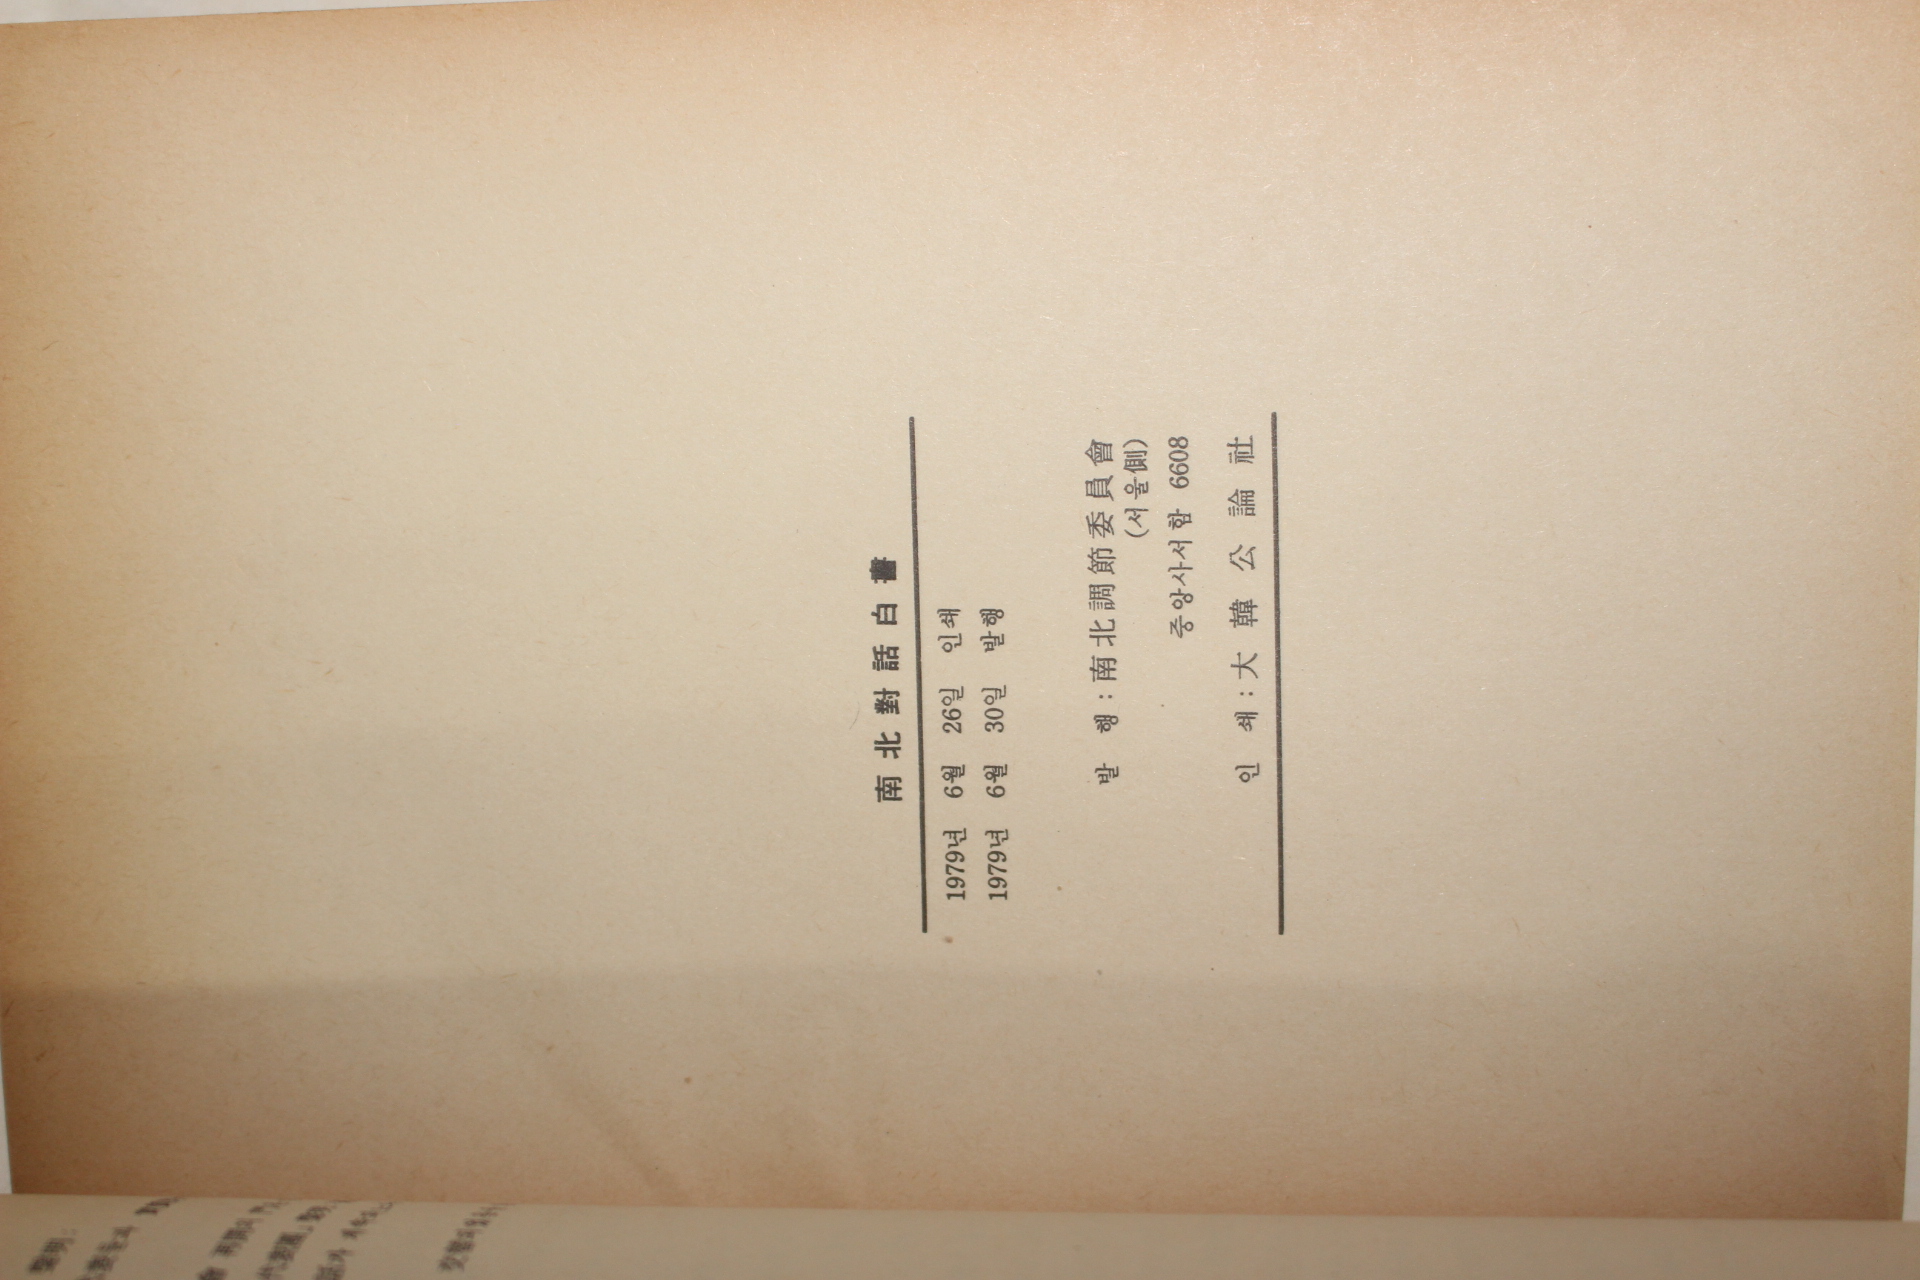 南北對話白書
1979년 6월 26일 인쇄
1979년 6월 30일 발행
발 행 : 南北調節委員會
(서울側)
중앙사서함 6608
인 쇄 : 大韓公論社